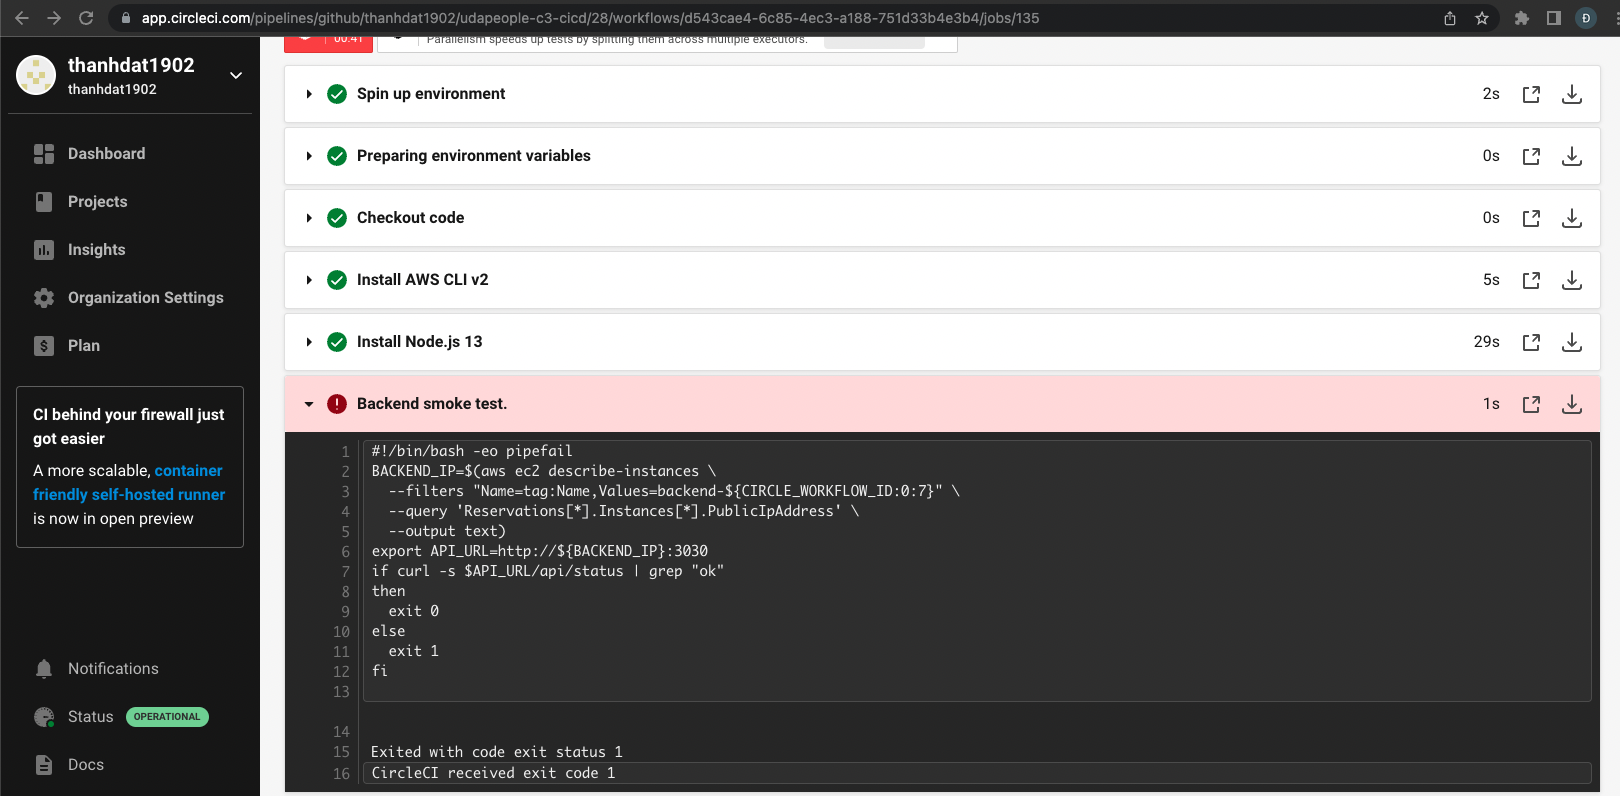 app.circleci.com/pipelines/github/thanhdat1902/udapeople-c3-cicd/28/workflows/d543cae4-6c85-4ec3-a188-751d33b4e3b4/jobs/135
Đ
thanhdat1902
thanhdat1902
Dashboard
Projects
Insights
Organization Settings
Plan
CI behind your firewall just
got easier
A more scalable, container
friendly self-hosted runner
is now in open preview
Notifications
Status OPERATIONAL
Docs
00:41
Parallelism speeds up tests by splitting them across multiple executors.
Spin up environment 2s
Preparing environment variables 0s
Checkout code 0s
Install AWS CLI v2 5s
Install Node.js 13 29s
Backend smoke test. 1s
1 #!/bin/bash -eo pipefail
2 BACKEND_IP=$(aws ec2 describe-instances \
3 --filters "Name=tag:Name,Values=backend-${CIRCLE_WORKFLOW_ID:0:7}" \
4 --query 'Reservations[*].Instances[*].PublicIpAddress' \
5 --output text)
6 export API_URL=http://${BACKEND_IP}:3030
7 if curl -s $API_URL/api/status | grep "ok"
8 then
9 exit 0
10 else
11 exit 1
12 fi
13
14
15 Exited with code exit status 1
16 CircleCI received exit code 1